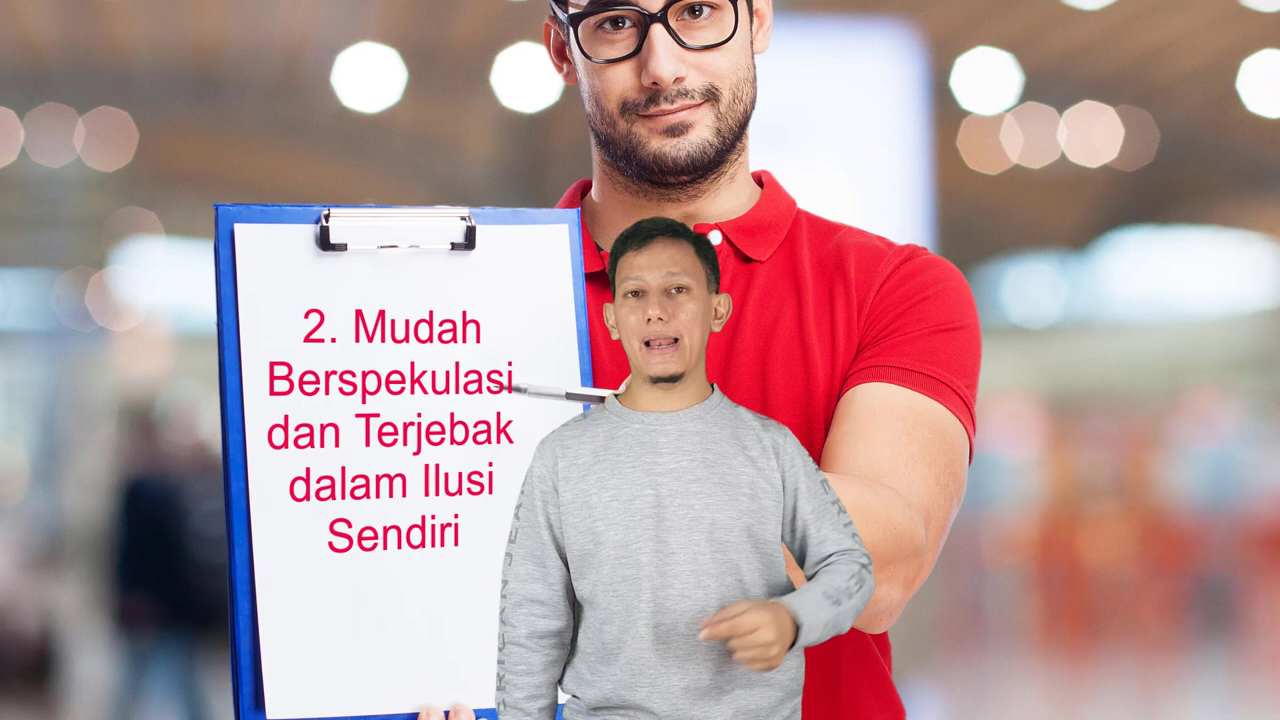 2. Mudah
Berspekulasi
dan Terjebak
dalam Ilusi
Sendiri